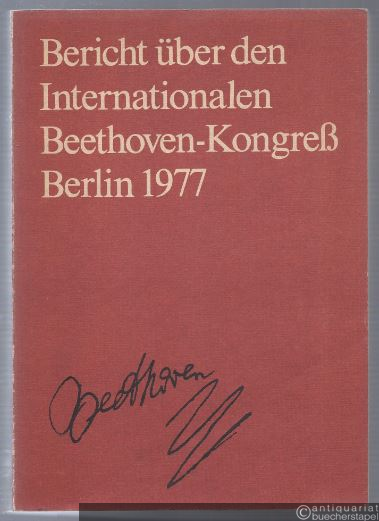 Bericht über den
Internationalen
Beethoven-Kongreß
Berlin 1977
Beethoven
antiquariat
buecherstapel